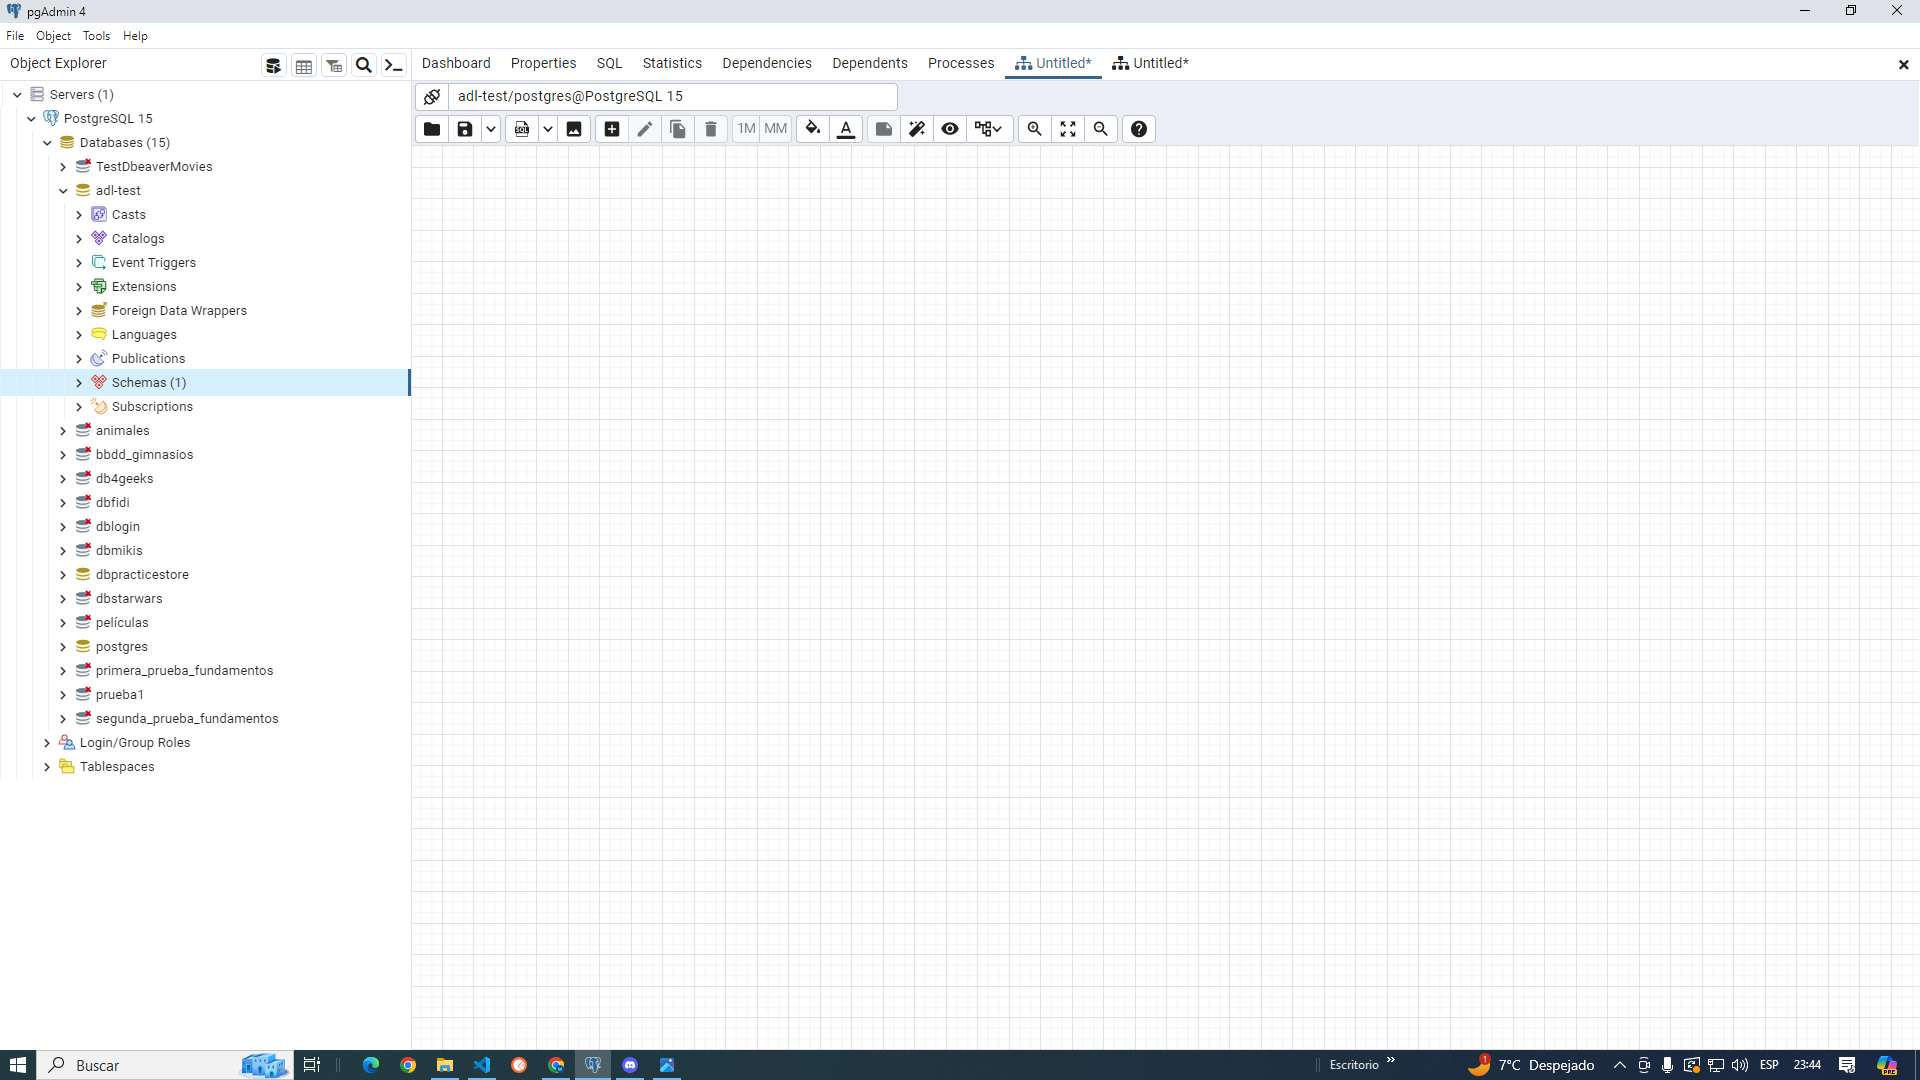 pgAdmin 4
File Object Tools Help
Object Explorer
Dashboard Properties SQL Statistics Dependencies Dependents Processes Untitled* Untitled*
adl-test/postgres@PostgreSQL 15
SQL 1M MM A
Servers (1)
PostgreSQL 15
Databases (15)
TestDbeaverMovies
adl-test
Casts
Catalogs
Event Triggers
Extensions
Foreign Data Wrappers
Languages
Publications
Schemas (1)
Subscriptions
animales
bbdd_gimnasios
db4geeks
dbfidi
dblogin
dbmikis
dbpracticestore
dbstarwars
películas
postgres
primera_prueba_fundamentos
prueba1
segunda_prueba_fundamentos
Login/Group Roles
Tablespaces
Buscar
Escritorio
1
7°C Despejado
ESP
23:44
PRE